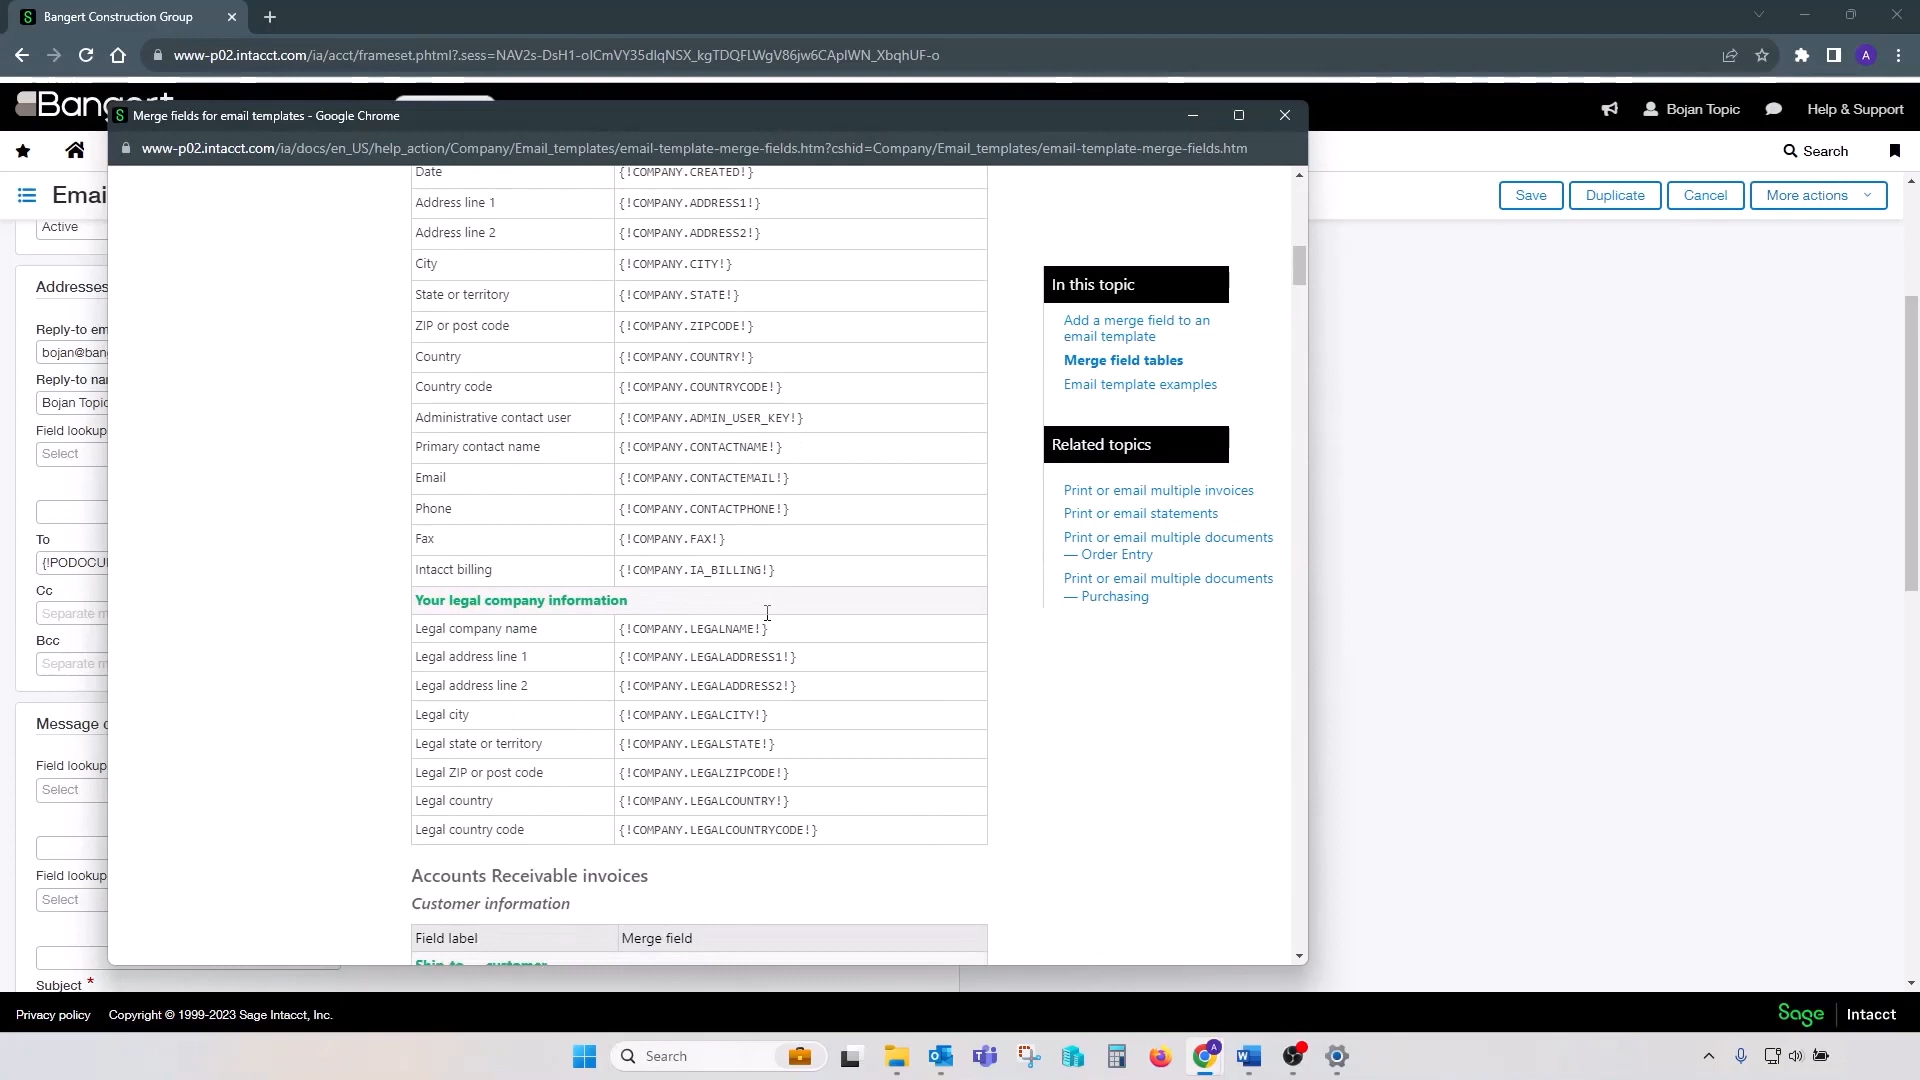 Bangert Construction Group
www-p02.intacct.com/ia/acct/frameset.phtml?.sess=NAV2s-DsH1-oICmVY35dlqNSX_kgTDQFLWgV86jw6CApIWN_XbqhUF-o
A
Bojan Topic
Help & Support
Merge fields for email templates - Google Chrome
www-p02.intacct.com/ia/docs/en_US/help_action/Company/Email_templates/email-template-merge-fields.htm?cshid=Company/Email_templates/email-template-merge-fields.htm
Search
Save
Duplicate
Cancel
More actions
Active
Addresses
Reply-to
Bojan Topic
Field lookup
Select
To
Cc
Separate
Bcc
Separate
Message
Field lookup
Select
Field lookup
Select
Subject *
Date {!COMPANY.CREATED!}
Address line 1 {!COMPANY.ADDRESS1!}
Address line 2 {!COMPANY.ADDRESS2!}
City {!COMPANY.CITY!}
State or territory {!COMPANY.STATE!}
ZIP or post code {!COMPANY.ZIPCODE!}
Country {!COMPANY.COUNTRY!}
Country code {!COMPANY.COUNTRYCODE!}
Administrative contact user {!COMPANY.ADMIN_USER_KEY!}
Primary contact name {!COMPANY.CONTACTNAME!}
Email {!COMPANY.CONTACTEMAIL!}
Phone {!COMPANY.CONTACTPHONE!}
Fax {!COMPANY.FAX!}
Intacct billing {!COMPANY.IA_BILLING!}
Your legal company information
Legal company name {!COMPANY.LEGALNAME!}
Legal address line 1 {!COMPANY.LEGALADDRESS1!}
Legal address line 2 {!COMPANY.LEGALADDRESS2!}
Legal city {!COMPANY.LEGALCITY!}
Legal state or territory {!COMPANY.LEGALSTATE!}
Legal ZIP or post code {!COMPANY.LEGALZIPCODE!}
Legal country {!COMPANY.LEGALCOUNTRY!}
Legal country code {!COMPANY.LEGALCOUNTRYCODE!}
Accounts Receivable invoices
Customer information
Field label Merge field
In this topic
Add a merge field to an
email template
Merge field tables
Email template examples
Related topics
Print or email multiple invoices
Print or email statements
Print or email multiple documents
— Order Entry
Print or email multiple documents
— Purchasing
Privacy policy Copyright © 1999-2023 Sage Intacct, Inc.
Sage Intacct
Search